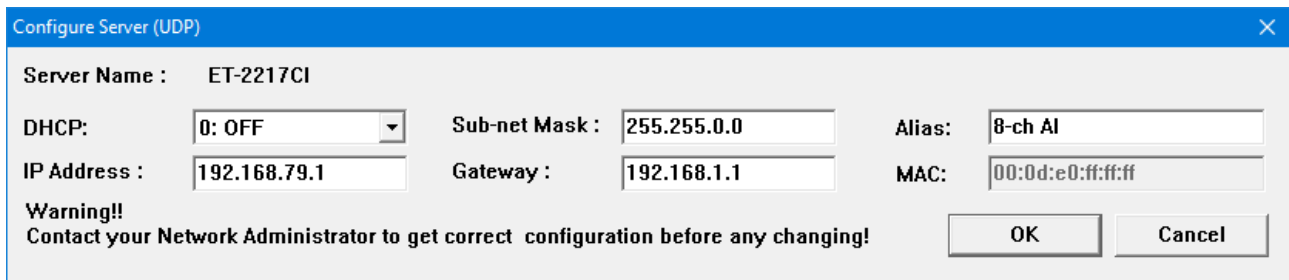 Configure Server (UDP)
Server Name : ET-2217CI
DHCP: 0: OFF Sub-net Mask : 255.255.0.0 Alias: 8-ch AI
IP Address : 192.168.79.1 Gateway : 192.168.1.1 MAC: 00:0d:e0:ff:ff:ff
Warning!!
Contact your Network Administrator to get correct configuration before any changing!
OK Cancel